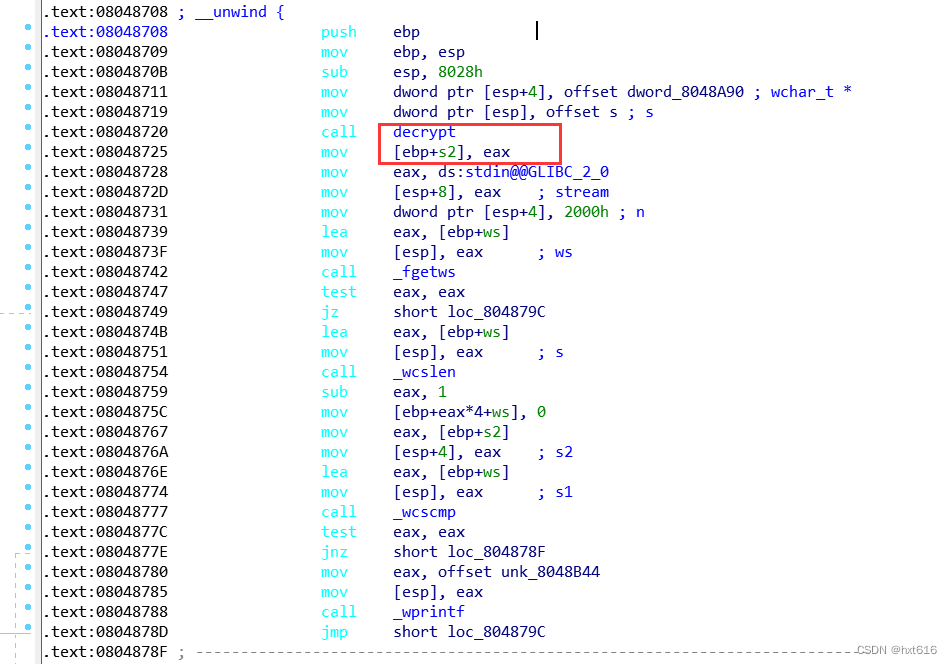 .text:08048708 ; __unwind {
.text:08048708 push ebp
.text:08048709 mov ebp, esp
.text:0804870B sub esp, 8028h
.text:08048711 mov dword ptr [esp+4], offset dword_8048A90 ; wchar_t *
.text:08048719 mov dword ptr [esp], offset s ; s
.text:08048720 call decrypt
.text:08048725 mov [ebp+s2], eax
.text:08048728 mov eax, ds:stdin@@GLIBC_2_0
.text:0804872D mov [esp+8], eax ; stream
.text:08048731 mov dword ptr [esp+4], 2000h ; n
.text:08048739 lea eax, [ebp+ws]
.text:0804873F mov [esp], eax ; ws
.text:08048742 call _fgetws
.text:08048747 test eax, eax
.text:08048749 jz short loc_804879C
.text:0804874B lea eax, [ebp+ws]
.text:08048751 mov [esp], eax ; s
.text:08048754 call _wcslen
.text:08048759 sub eax, 1
.text:0804875C mov [ebp+eax*4+ws], 0
.text:08048767 mov eax, [ebp+s2]
.text:0804876A mov [esp+4], eax ; s2
.text:0804876E lea eax, [ebp+ws]
.text:08048774 mov [esp], eax ; s1
.text:08048777 call _wcscmp
.text:0804877C test eax, eax
.text:0804877E jnz short loc_804878F
.text:08048780 mov eax, offset unk_8048B44
.text:08048785 mov [esp], eax
.text:08048788 call _wprintf
.text:0804878D jmp short loc_804879C
.text:0804878F ; ---------------------------------------------------------------------------
CSDN @hxt616